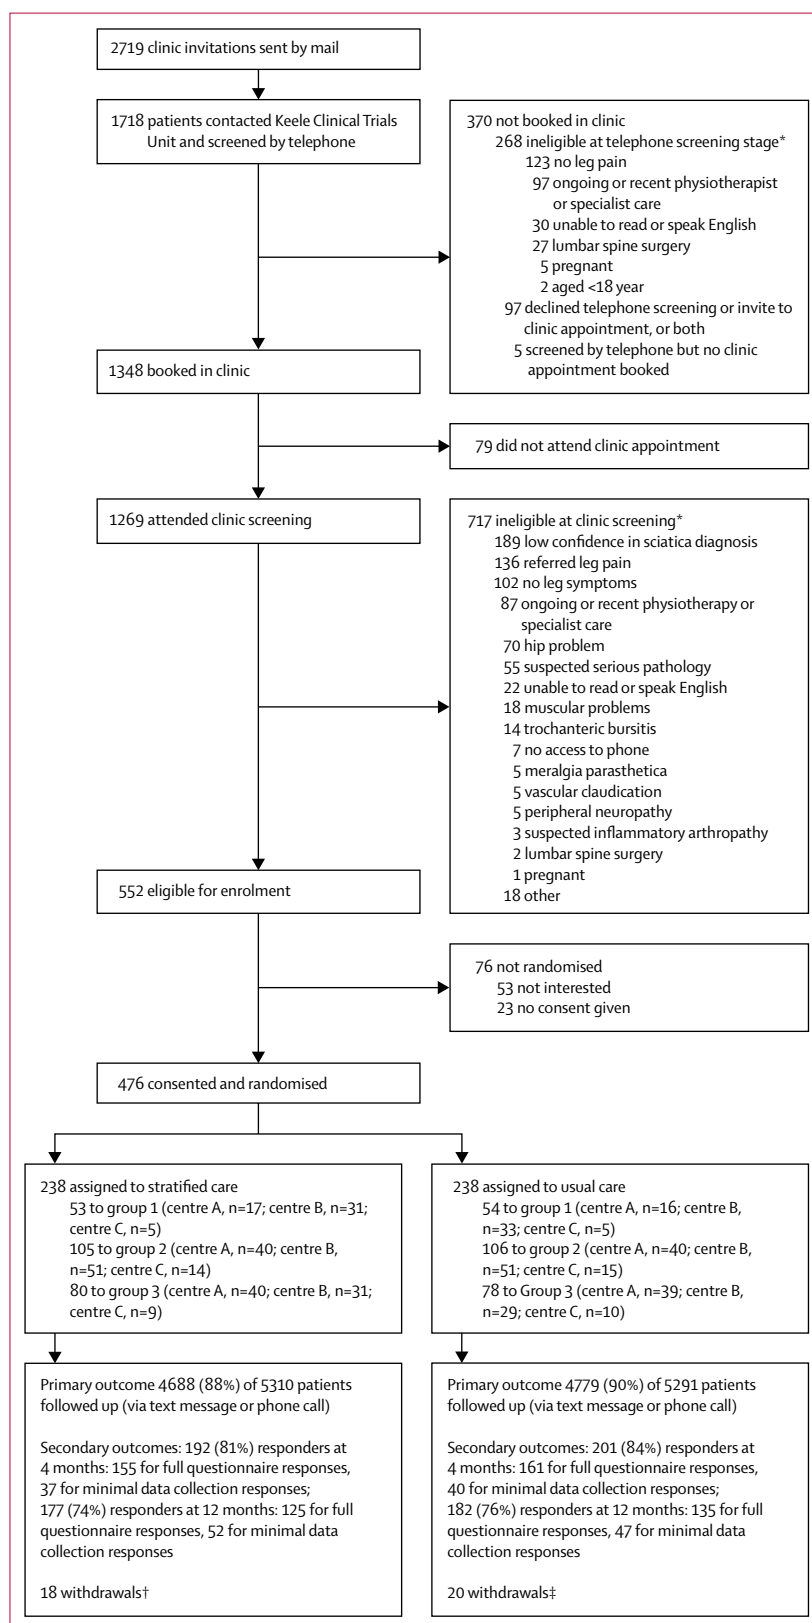 2719 clinic invitations sent by mail
1718 patients contacted Keele Clinical Trials
Unit and screened by telephone
370 not booked in clinic
268 ineligible at telephone screening stage*
123 no leg pain
97 ongoing or recent physiotherapist
or specialist care
30 unable to read or speak English
27 lumbar spine surgery
5 pregnant
2 aged <18 year
97 declined telephone screening or invite to
clinic appointment, or both
5 screened by telephone but no clinic
appointment booked
1348 booked in clinic
79 did not attend clinic appointment
1269 attended clinic screening
717 ineligible at clinic screening*
189 low confidence in sciatica diagnosis
136 referred leg pain
102 no leg symptoms
87 ongoing or recent physiotherapy or
specialist care
70 hip problem
55 suspected serious pathology
22 unable to read or speak English
18 muscular problems
14 trochanteric bursitis
7 no access to phone
5 meralgia parasthetica
5 vascular claudication
5 peripheral neuropathy
3 suspected inflammatory arthropathy
2 lumbar spine surgery
1 pregnant
18 other
552 eligible for enrolment
76 not randomised
53 not interested
23 no consent given
476 consented and randomised
238 assigned to stratified care
53 to group 1 (centre A, n=17; centre B, n=31;
centre C, n=5)
105 to group 2 (centre A, n=40; centre B,
n=51; centre C, n=14)
80 to group 3 (centre A, n=40; centre B, n=31;
centre C, n=9)
238 assigned to usual care
54 to group 1 (centre A, n=16; centre B,
n=33; centre C, n=5)
106 to group 2 (centre A, n=40; centre B,
n=51; centre C, n=15)
78 to Group 3 (centre A, n=39; centre B,
n=29; centre C, n=10)
Primary outcome 4688 (88%) of 5310 patients
followed up (via text message or phone call)
Secondary outcomes: 192 (81%) responders at
4 months: 155 for full questionnaire responses,
37 for minimal data collection responses;
177 (74%) responders at 12 months: 125 for full
questionnaire responses, 52 for minimal data
collection responses
18 withdrawals†
Primary outcome 4779 (90%) of 5291 patients
followed up (via text message or phone call)
Secondary outcomes: 201 (84%) responders at
4 months: 161 for full questionnaire responses,
40 for minimal data collection responses;
182 (76%) responders at 12 months: 135 for full
questionnaire responses, 47 for minimal data
collection responses
20 withdrawals‡